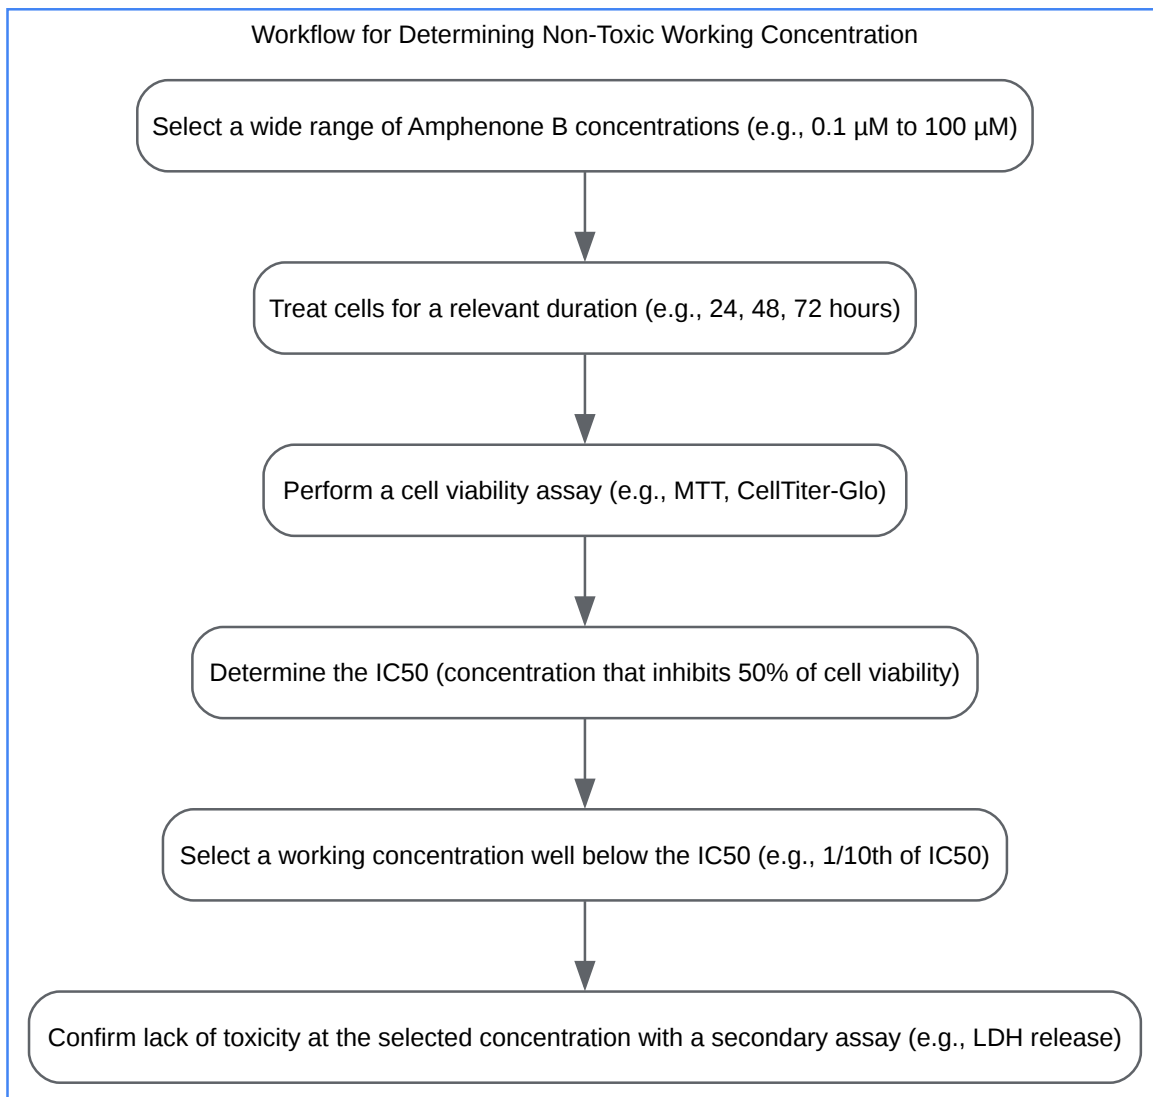 Workflow for Determining Non-Toxic Working Concentration
Select a wide range of Amphenone B concentrations (e.g., 0.1 µM to 100 µM)
Treat cells for a relevant duration (e.g., 24, 48, 72 hours)
Perform a cell viability assay (e.g., MTT, CellTiter-Glo)
Determine the IC50 (concentration that inhibits 50% of cell viability)
Select a working concentration well below the IC50 (e.g., 1/10th of IC50)
Confirm lack of toxicity at the selected concentration with a secondary assay (e.g., LDH release)